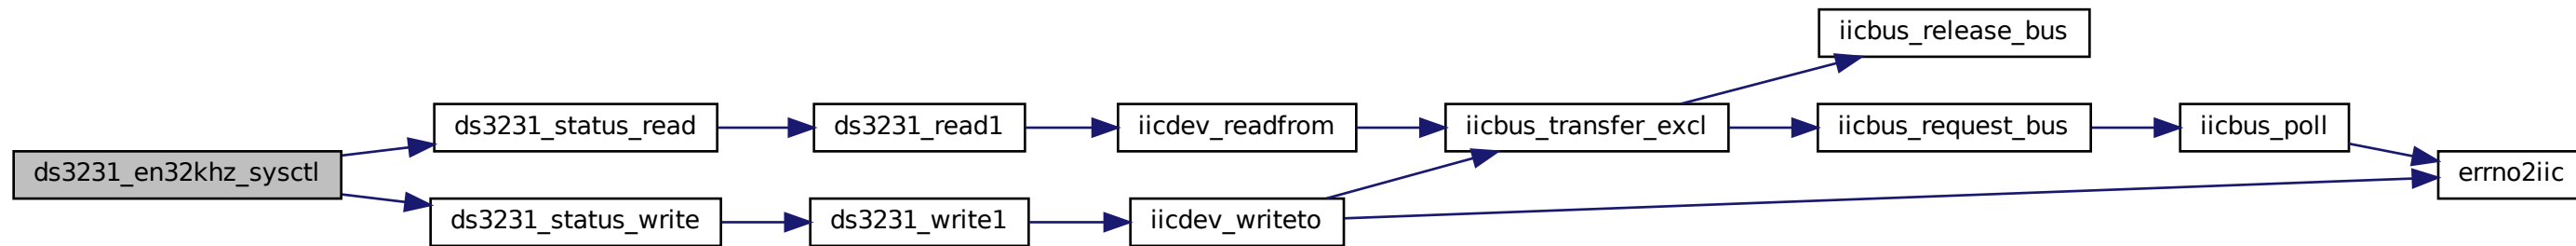 iicbus_release_bus
ds3231_status_read
ds3231_read1
iicdev_readfrom
iicbus_transfer_excl
iicbus_request_bus
iicbus_poll
ds3231_en32khz_sysctl
errno2iic
ds3231_status_write
ds3231_write1
iicdev_writeto